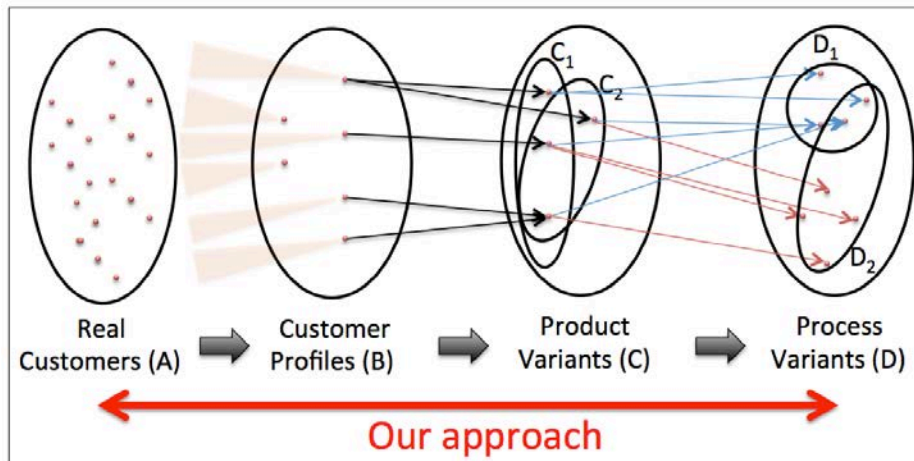 C1
C2
D1
D2
Real
Customers (A)
Customer
Profiles (B)
Product
Variants (C)
Process
Variants (D)
Our approach